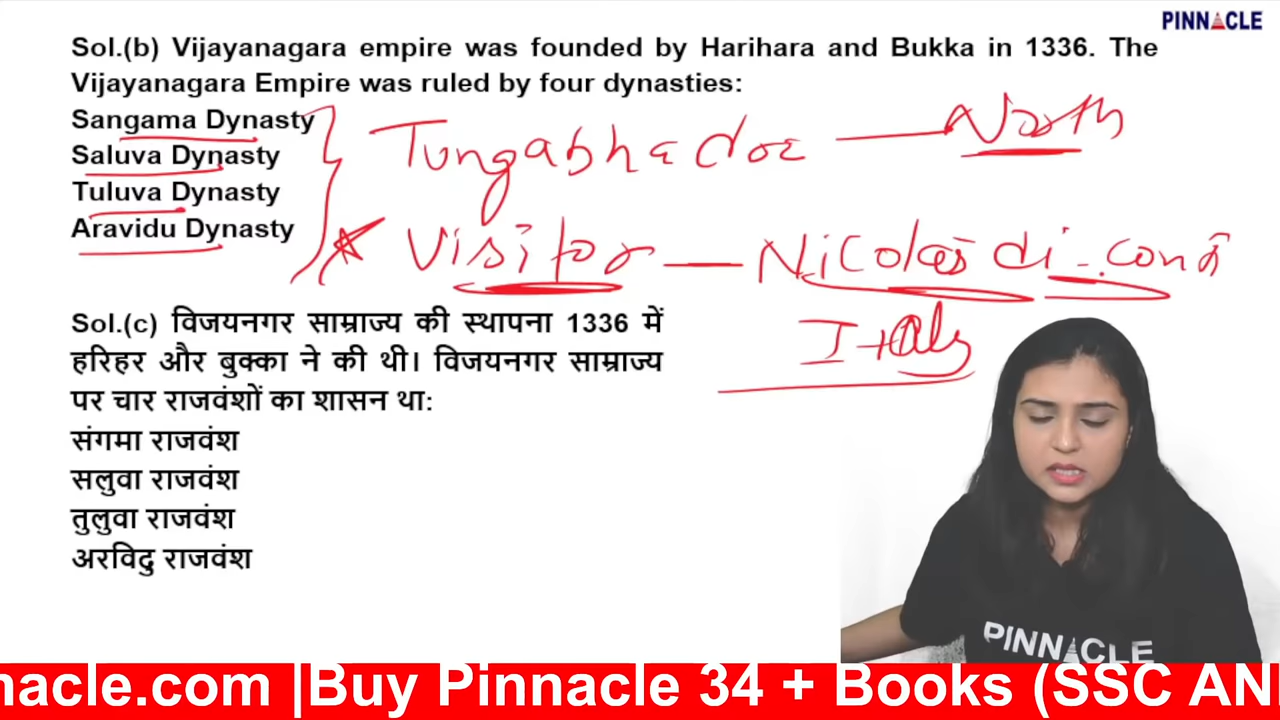 PINNACLE
Sol.(b) Vijayanagara empire was founded by Harihara and Bukka in 1336. The
Vijayanagara Empire was ruled by four dynasties:
Sangama Dynasty
Saluva Dynasty
Tuluva Dynasty
Aravidu Dynasty
Tungabhadra — North
Visitor — Nicolas di - conti
Italy
Sol.(c) विजयनगर साम्राज्य की स्थापना 1336 में
हरिहर और बुक्का ने की थी। विजयनगर साम्राज्य
पर चार राजवंशों का शासन था:
संगमा राजवंश
सलुवा राजवंश
तुलुवा राजवंश
अरविदु राजवंश
PINNACLE
nacle.com |Buy Pinnacle 34 + Books (SSC AN